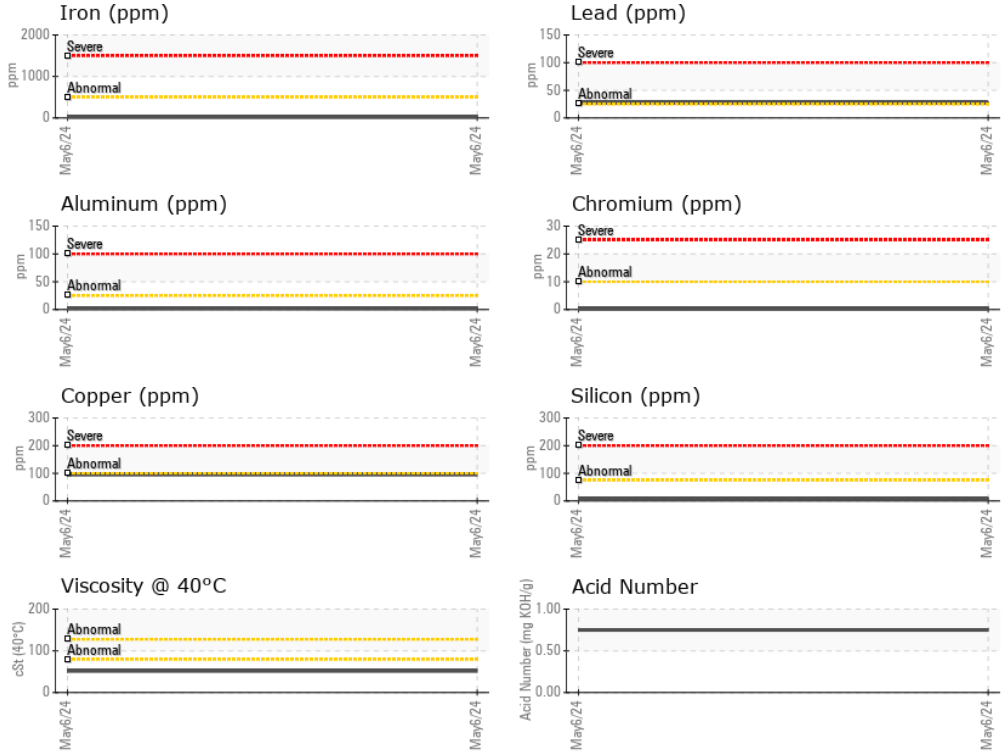 Iron (ppm)
2000
1000
0
ppm
Severe
Abnormal
May6/24
May6/24
Lead (ppm)
150
100
50
0
ppm
Severe
Abnormal
May6/24
May6/24
Aluminum (ppm)
150
100
50
0
ppm
Severe
Abnormal
May6/24
May6/24
Chromium (ppm)
30
20
10
0
ppm
Severe
Abnormal
May6/24
May6/24
Copper (ppm)
300
200
100
0
ppm
Severe
Abnormal
May6/24
May6/24
Silicon (ppm)
300
200
100
0
ppm
Severe
Abnormal
May6/24
May6/24
Viscosity @ 40°C
200
100
0
cSt (40°C)
Abnormal
Abnormal
May6/24
May6/24
Acid Number
1.00
0.50
0.00
Acid Number (mg KOH/g)
May6/24
May6/24